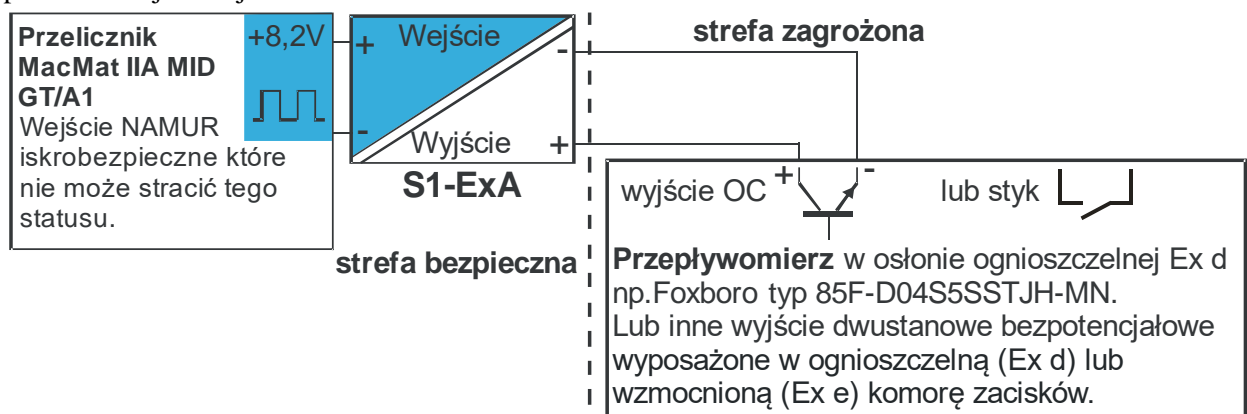 Przelicznik
MacMat IIA MID
GT/A1
Wejście NAMUR
iskrobezpieczne które
nie może stracić tego
statusu.
+8,2V
+
-
Wejście
-
Wyjście
+
S1-ExA
strefa bezpieczna
strefa zagrożona
wyjście OC
+
-
lub styk
Przepływomierz w osłonie ognioszczelnej Ex d
np.Foxboro typ 85F-D04S5SSTJH-MN.
Lub inne wyjście dwustanowe bezpotencjałowe
wyposażone w ognioszczelną (Ex d) lub
wzmocnioną (Ex e) komorę zacisków.